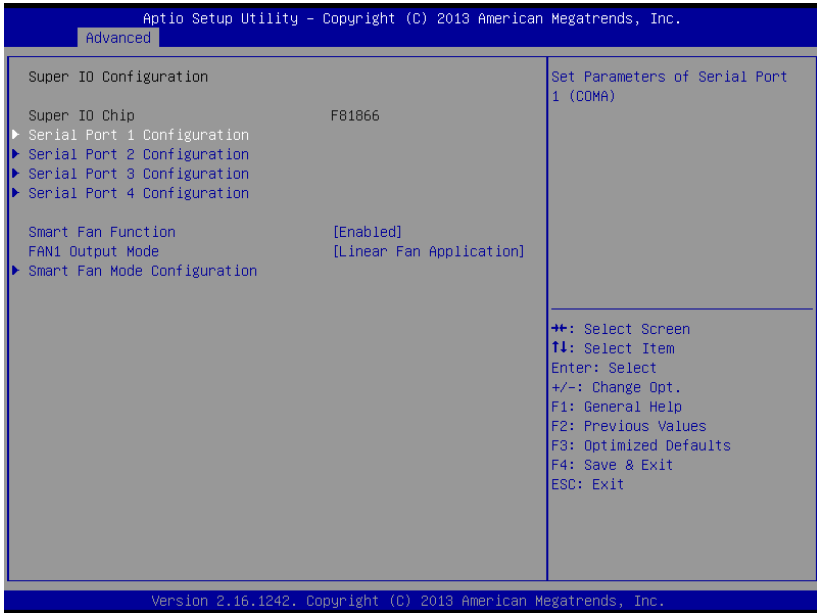 Aptio Setup Utility – Copyright (C) 2013 American Megatrends, Inc.
Advanced
Super IO Configuration
Super IO Chip F81866
Serial Port 1 Configuration
Serial Port 2 Configuration
Serial Port 3 Configuration
Serial Port 4 Configuration
Smart Fan Function [Enabled]
FAN1 Output Mode [Linear Fan Application]
Smart Fan Mode Configuration
Set Parameters of Serial Port
1 (COMA)
→←: Select Screen
↑↓: Select Item
Enter: Select
+/-: Change Opt.
F1: General Help
F2: Previous Values
F3: Optimized Defaults
F4: Save & Exit
ESC: Exit
Version 2.16.1242. Copyright (C) 2013 American Megatrends, Inc.